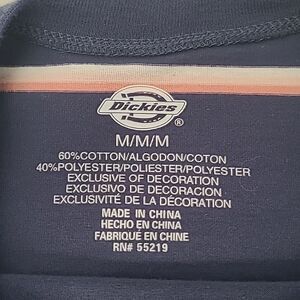 Dickies
®
M/M/M
60%COTTON/ALGODON/COTON
40%POLYESTER/POLIESTER/POLYESTER
EXCLUSIVE OF DECORATION
EXCLUSIVO DE DECORACION
EXCLUSIVITÉ DE LA DÉCORATION
MADE IN CHINA
HECHO EN CHINA
FABRIQUÉ EN CHINE
RN# 55219